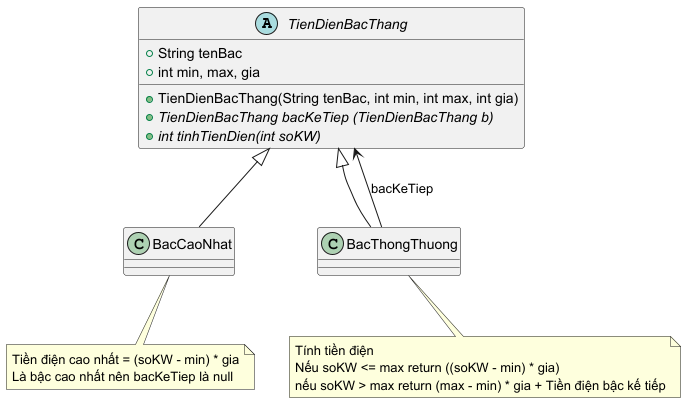 A TienDienBacThang
String tenBac
int min, max, gia
TienDienBacThang(String tenBac, int min, int max, int gia)
TienDienBacThang bacKeTiep (TienDienBacThang b)
int tinhTienDien(int soKW)
bacKeTiep
C BacCaoNhat
C BacThongThuong
Tiền điện cao nhất = (soKW - min) * gia
Là bậc cao nhất nên bacKeTiep là null
Tính tiền điện
Nếu soKW <= max return ((soKW - min) * gia)
nếu soKW > max return (max - min) * gia + Tiền điện bậc kế tiếp